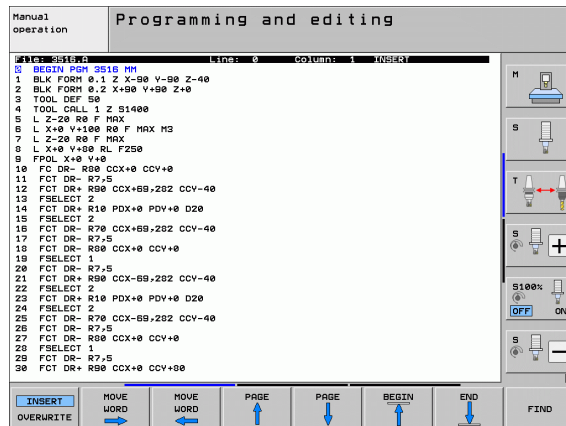 Manual
operation
Programming and editing
File: 3516.A Line: 0 Column: 1 INSERT
0 BEGIN PGM 3516 MM
1 BLK FORM 0.1 Z X-90 Y-90 Z-40
2 BLK FORM 0.2 X+90 Y+90 Z+0
3 TOOL DEF 50
4 TOOL CALL 1 Z S1400
5 L Z-20 R0 F MAX
6 L X+0 Y+100 R0 F MAX M3
7 L Z-20 R0 F MAX
8 L X+0 Y+80 RL F250
9 FPOL X+0 Y+0
10 FC DR- R80 CCX+0 CCY+0
11 FCT DR- R7,5
12 FCT DR+ R90 CCX+69,282 CCY-40
13 FSELECT 2
14 FCT DR+ R10 PDX+0 PDY+0 D20
15 FSELECT 2
16 FCT DR- R70 CCX+69,282 CCY-40
17 FCT DR- R7,5
18 FCT DR- R80 CCX+0 CCY+0
19 FSELECT 1
20 FCT DR- R7,5
21 FCT DR+ R90 CCX-69,282 CCY-40
22 FSELECT 2
23 FCT DR+ R10 PDX+0 PDY+0 D20
24 FSELECT 2
25 FCT DR- R70 CCX-69,282 CCY-40
26 FCT DR- R7,5
27 FCT DR- R80 CCX+0 CCY+0
28 FSELECT 1
29 FCT DR- R7,5
30 FCT DR+ R90 CCX+0 CCY+80
M
S
T
S
+
S100%
OFF ON
S
-
INSERT
OVERWRITE
MOVE
WORD
MOVE
WORD
PAGE
PAGE
BEGIN
END
FIND